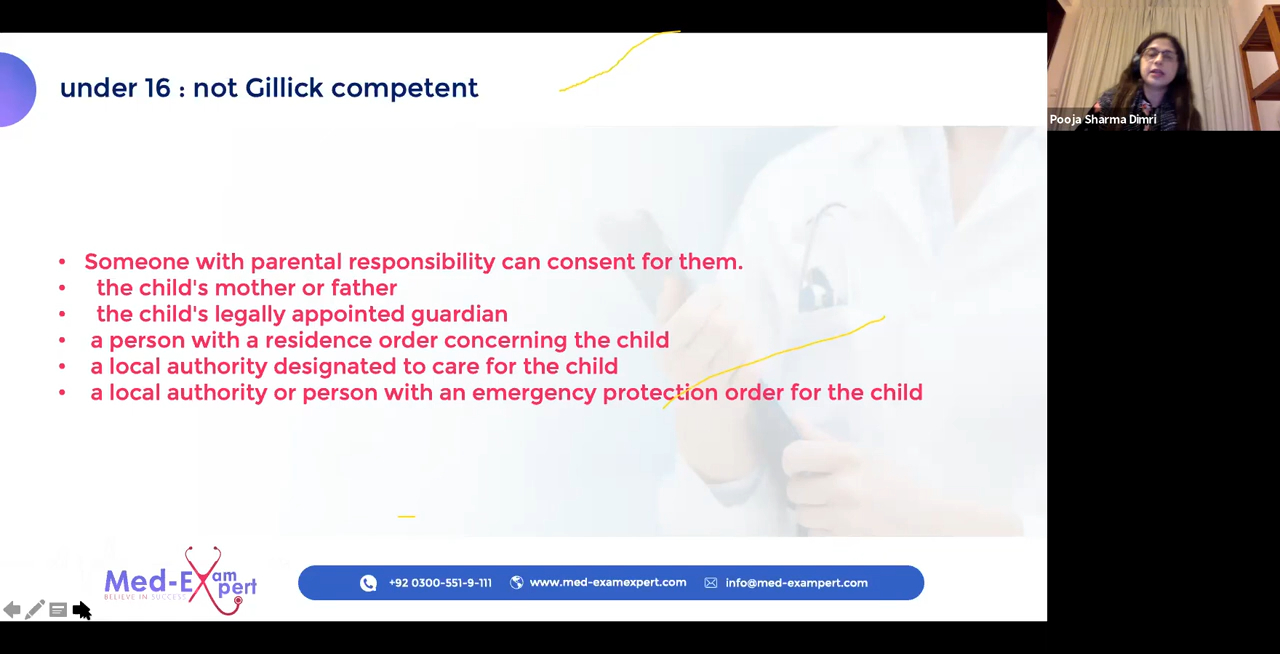 under 16 : not Gillick competent
Pooja Sharma Dimri
• Someone with parental responsibility can consent for them.
• the child's mother or father
• the child's legally appointed guardian
• a person with a residence order concerning the child
• a local authority designated to care for the child
• a local authority or person with an emergency protection order for the child
Med-Exam Expert
BELIEVE IN SUCCESS
+92 0300-551-9-111 www.med-examexpert.com info@med-exampert.com